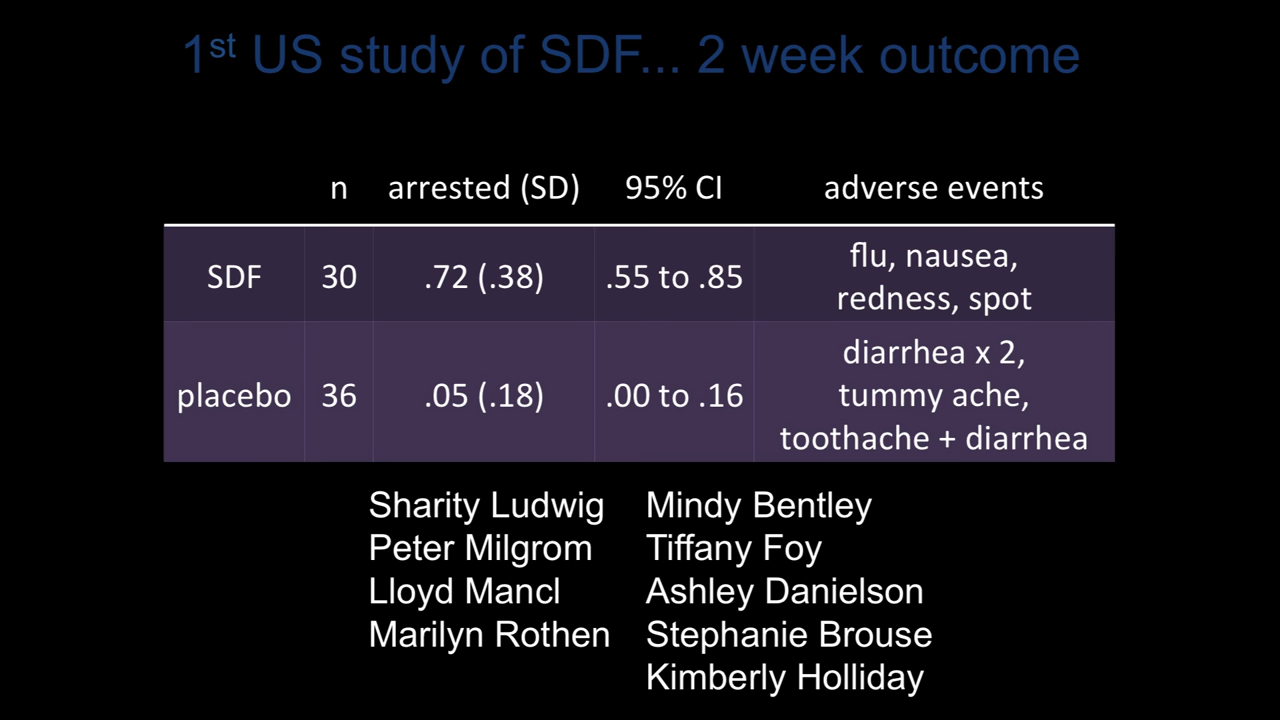 1st US study of SDF... 2 week outcome
n arrested (SD) 95% CI adverse events
SDF 30 .72 (.38) .55 to .85 flu, nausea,
redness, spot
placebo 36 .05 (.18) .00 to .16 diarrhea x 2,
tummy ache,
toothache + diarrhea
Sharity Ludwig
Peter Milgrom
Lloyd Mancl
Marilyn Rothen
Mindy Bentley
Tiffany Foy
Ashley Danielson
Stephanie Brouse
Kimberly Holliday